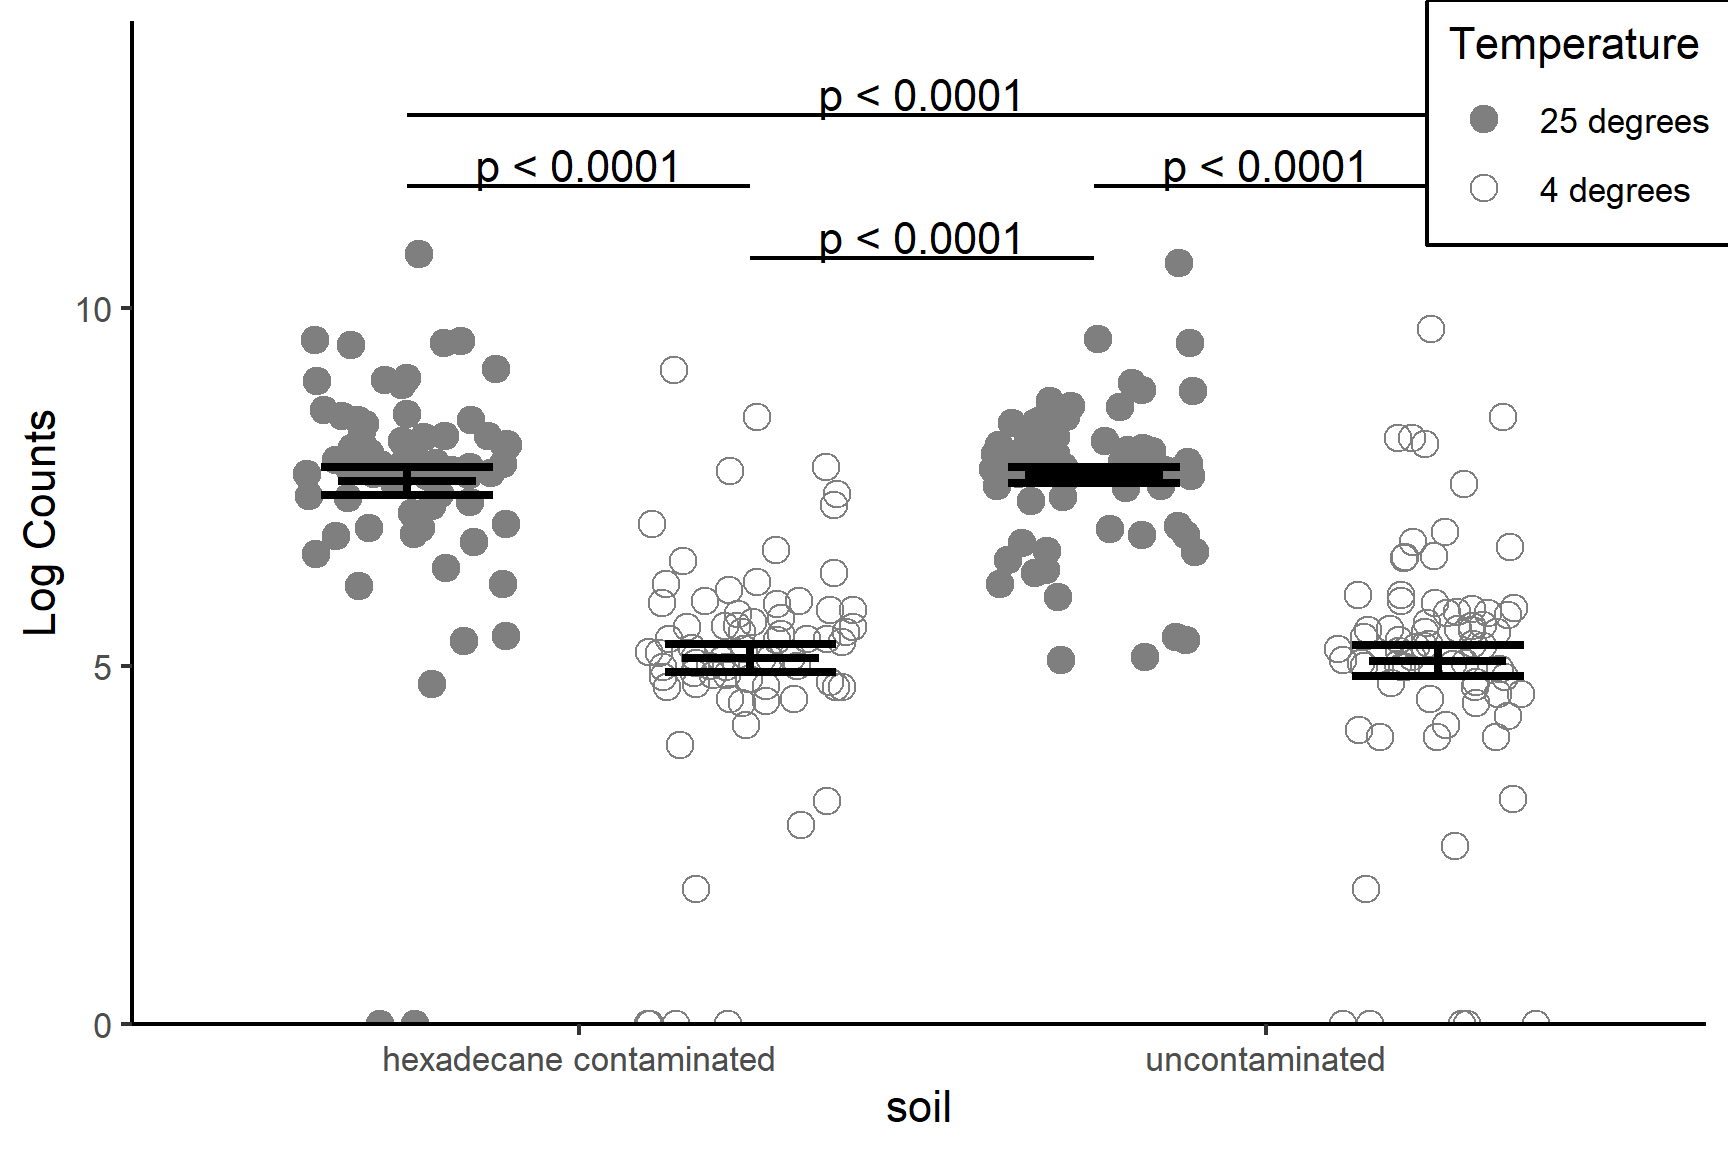 Temperature
25 degrees
4 degrees
p < 0.0001
p < 0.0001
p < 0.0001
p < 0.0001
Log Counts
10
5
0
hexadecane contaminated
uncontaminated
soil